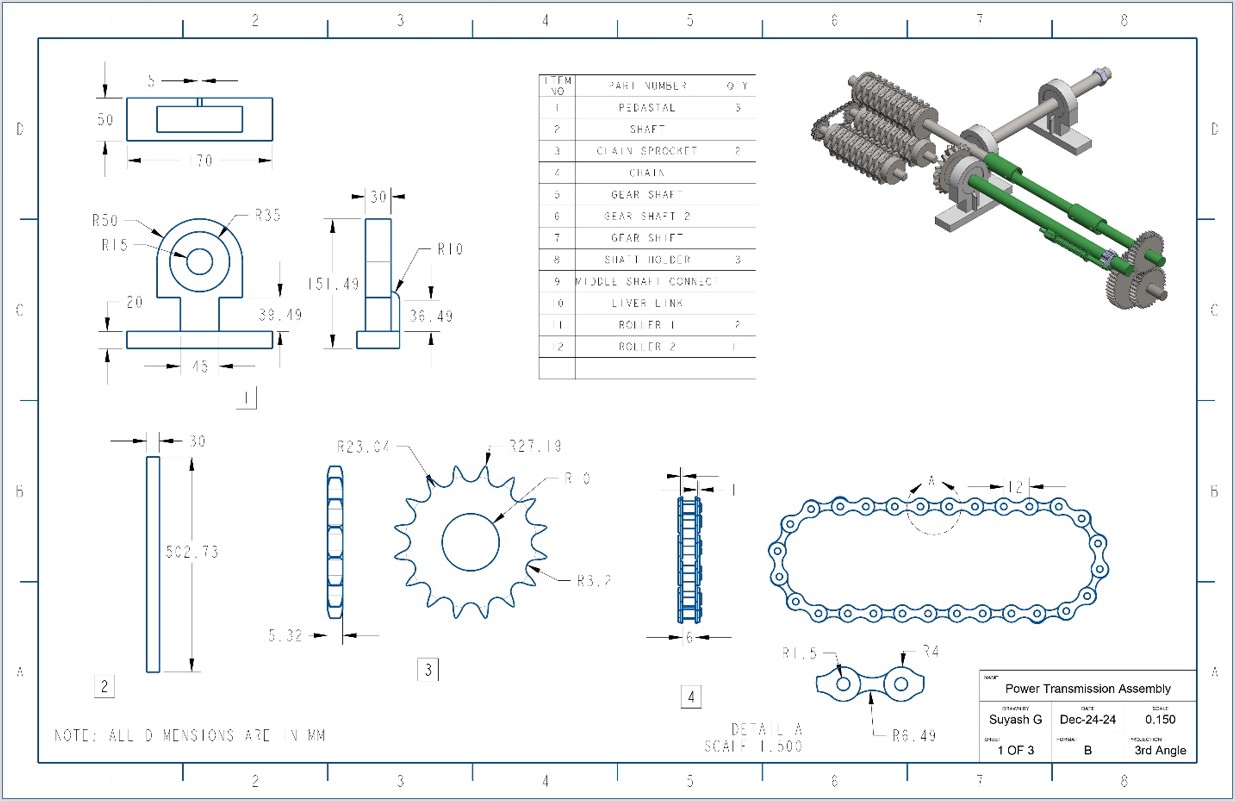 2 3 4 5 6 7 8
D
C
B
A
D
C
B
A
5
50
170
R50
R35
R15
20
39.49
45
1
30
R10
151.49
36.49
ITEM NO PART NUMBER Q Y
1 PEDASTAL 3
2 SHAFT
3 CHAIN SPROCKET 2
4 CHAIN
5 GEAR SHAFT
6 GEAR SHAFT 2
7 GEAR SHIFT
8 SHAFT HOLDER 3
9 MIDDLE SHAFT CONNECT
10 LIVER LINK
11 ROLLER 1 2
12 ROLLER 2 1
30
502.73
2
R23.04
R27.19
R 0
R3.2
5.32
3
1
6
4
A
12
R1.5
R4
R6.49
DETAIL A
SCALE 1.500
NOTE: ALL D MENSIONS ARE IN MM
NAME
Power Transmission Assembly
DRAWN BY DATE SCALE
Suyash G Dec-24-24 0.150
SHEET FORMAT PROJECTION
1 OF 3 B 3rd Angle
2 3 4 5 6 7 8